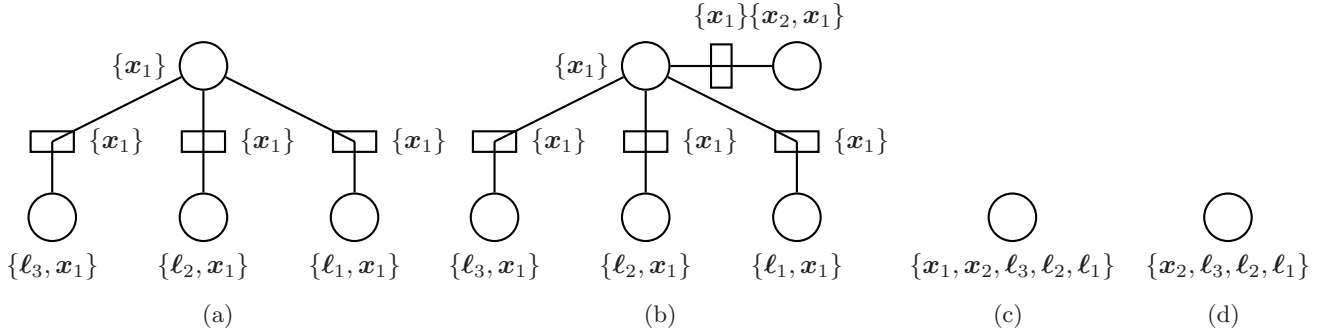 {x₁}{x₂, x₁}
{x₁} {x₁}
{x₁} {x₁} {x₁} {x₁} {x₁} {x₁}
{ℓ₃, x₁} {ℓ₂, x₁} {ℓ₁, x₁} {ℓ₃, x₁} {ℓ₂, x₁} {ℓ₁, x₁} {x₁, x₂, ℓ₃, ℓ₂, ℓ₁} {x₂, ℓ₃, ℓ₂, ℓ₁}
(a) (b) (c) (d)